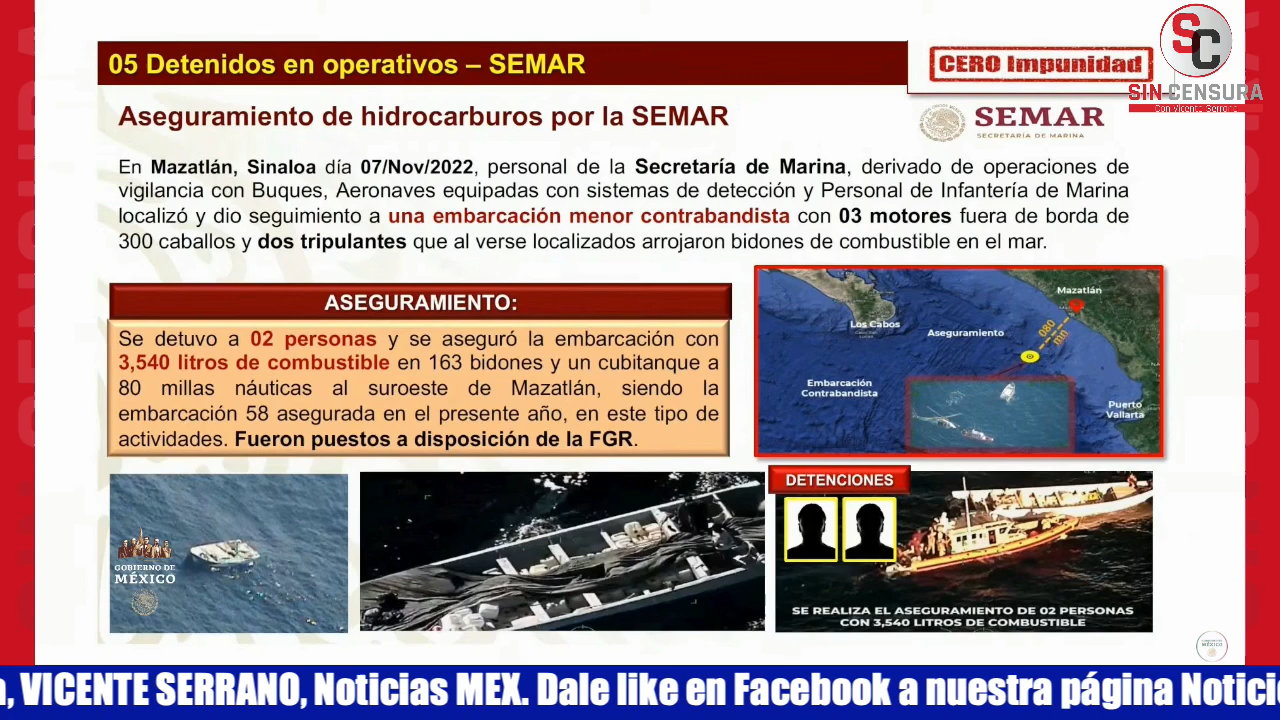 05 Detenidos en operativos – SEMAR
CERO Impunidad
SC
SIN CENSURA
Con Vicente Serrano
Aseguramiento de hidrocarburos por la SEMAR
SEMAR
SECRETARÍA DE MARINA
En Mazatlán, Sinaloa día 07/Nov/2022, personal de la Secretaría de Marina, derivado de operaciones de
vigilancia con Buques, Aeronaves equipadas con sistemas de detección y Personal de Infantería de Marina
localizó y dio seguimiento a una embarcación menor contrabandista con 03 motores fuera de borda de
300 caballos y dos tripulantes que al verse localizados arrojaron bidones de combustible en el mar.
ASEGURAMIENTO:
Se detuvo a 02 personas y se aseguró la embarcación con
3,540 litros de combustible en 163 bidones y un cubitanque a
80 millas náuticas al suroeste de Mazatlán, siendo la
embarcación 58 asegurada en el presente año, en este tipo de
actividades. Fueron puestos a disposición de la FGR.
Mazatlán
Los Cabos
Aseguramiento
080
mn
Embarcación
Contrabandista
Puerto
Vallarta
GOBIERNO DE
MÉXICO
DETENCIONES
SE REALIZA EL ASEGURAMIENTO DE 02 PERSONAS
CON 3,540 LITROS DE COMBUSTIBLE
, VICENTE SERRANO, Noticias MEX. Dale like en Facebook a nuestra página